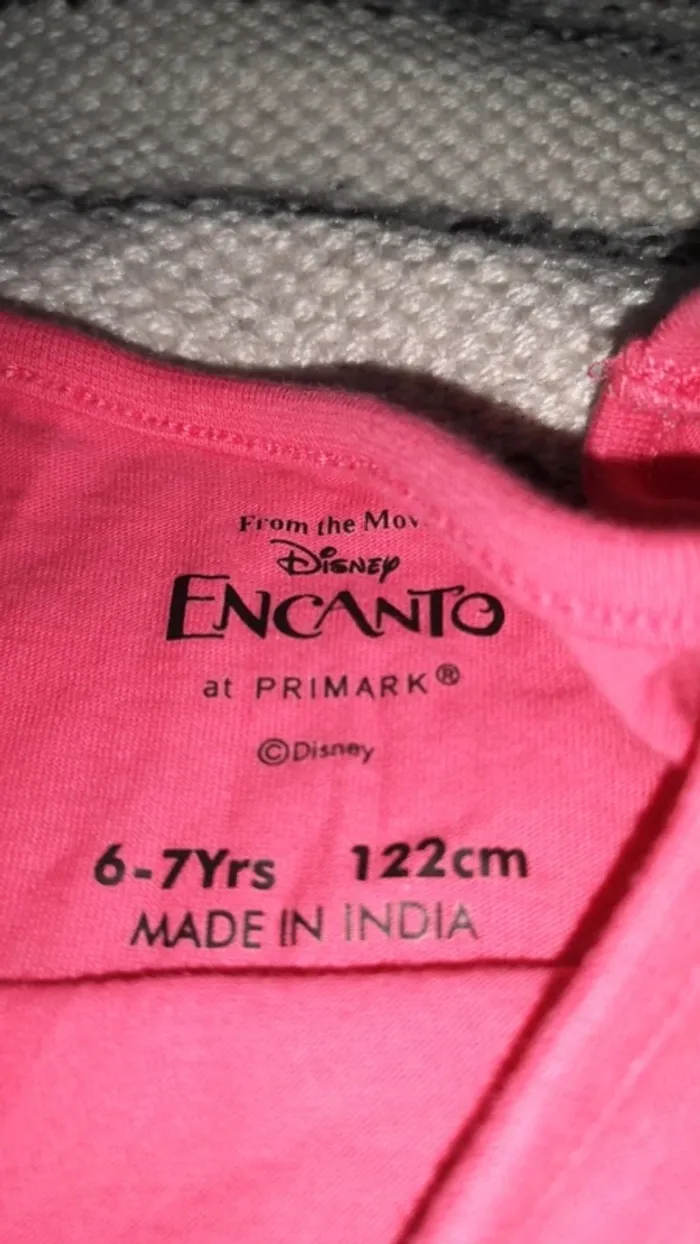 From the Mov
Disney
ENCANTO
at PRIMARK®
©Disney
6-7Yrs 122cm
MADE IN INDIA